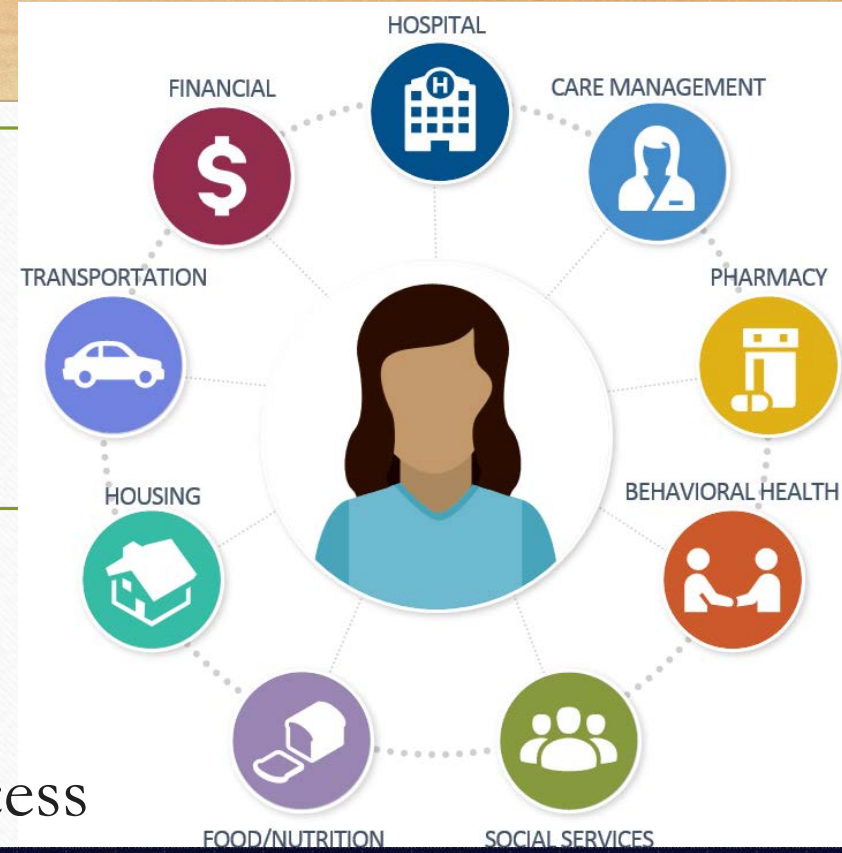 HOSPITAL
FINANCIAL
CARE MANAGEMENT
$
H
TRANSPORTATION
PHARMACY
HOUSING
BEHAVIORAL HEALTH
FOOD/NUTRITION
SOCIAL SERVICES